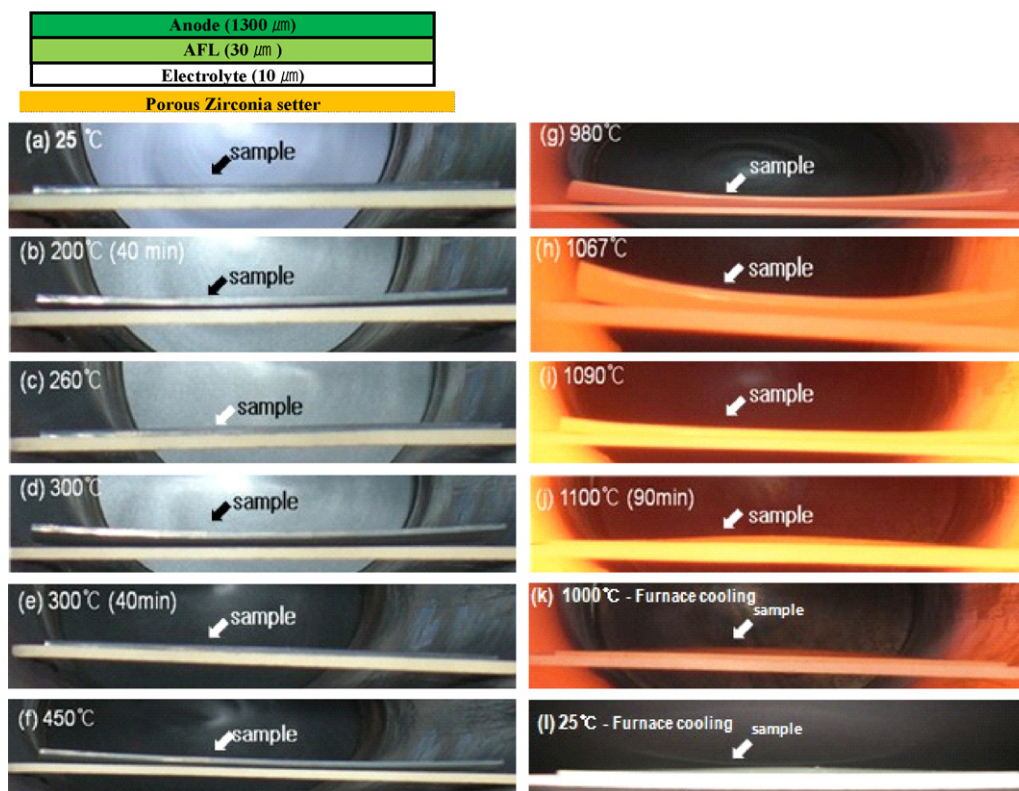 Anode (1300 ㎛)
AFL (30 ㎛ )
Electrolyte (10 ㎛)
Porous Zirconia setter
(a) 25 ℃
sample
(b) 200℃ (40 min)
sample
(c) 260℃
sample
(d) 300℃
sample
(e) 300℃ (40min)
sample
(f) 450℃
sample
(g) 980℃
sample
(h) 1067℃
sample
(i) 1090℃
sample
(j) 1100℃ (90min)
sample
(k) 1000℃ - Furnace cooling
sample
(l) 25℃ - Furnace cooling
sample